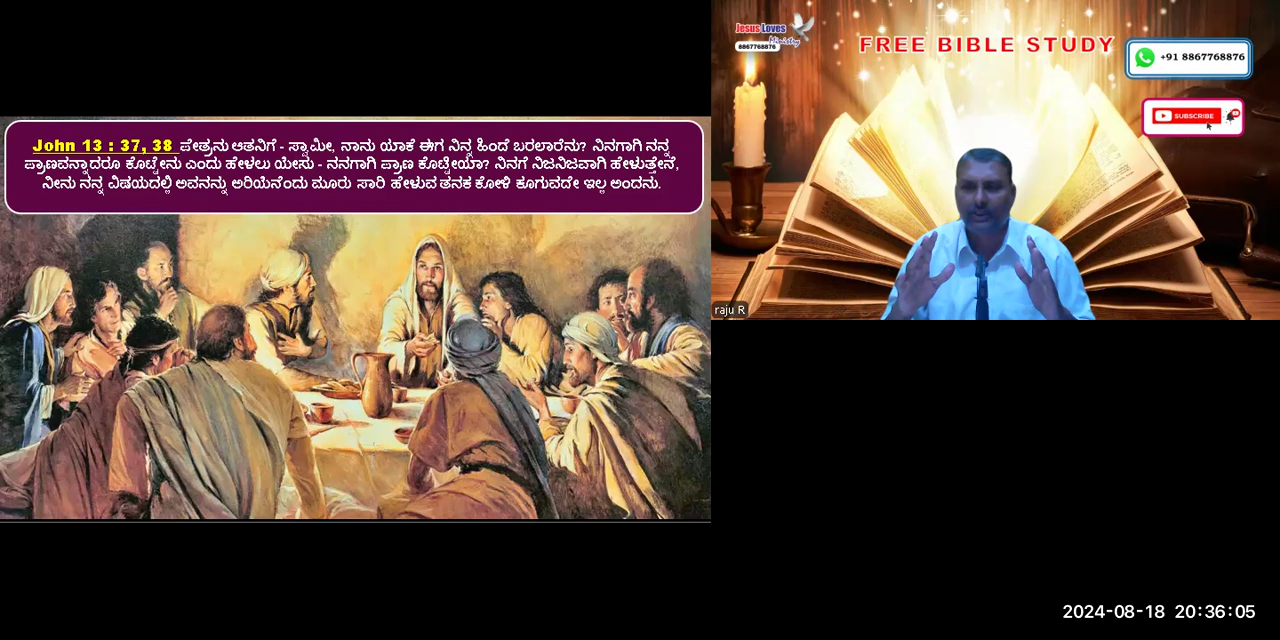 John 13 : 37, 38 ಪೇತ್ರನು ಆತನಿಗೆ - ಸ್ವಾಮೀ, ನಾನು ಯಾಕೆ ಈಗ ನಿನ್ನ ಹಿಂದೆ ಬರಲಾರೆನು? ನಿನಗಾಗಿ ನನ್ನ
ಪ್ರಾಣವನ್ನಾದರೂ ಕೊಟ್ಟೇನು ಎಂದು ಹೇಳಲು ಯೇಸು - ನನಗಾಗಿ ಪ್ರಾಣ ಕೊಟ್ಟೀಯಾ? ನಿನಗೆ ನಿಜನಿಜವಾಗಿ ಹೇಳುತ್ತೇನೆ,
ನೀನು ನನ್ನ ವಿಷಯದಲ್ಲಿ ಅವನನ್ನು ಅರಿಯೆನೆಂದು ಮೂರು ಸಾರಿ ಹೇಳುವ ತನಕ ಕೋಳಿ ಕೂಗುವದೇ ಇಲ್ಲ ಅಂದನು.
Jesus Loves
Ministry
8867768876
FREE BIBLE STUDY
+91 8867768876
SUBSCRIBE
raju R
2024-08-18 20:36:05